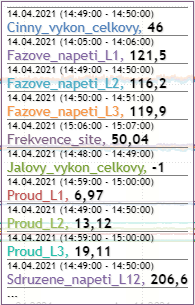 14.04.2021 (14:49:00 - 14:50:00)
Cinny_vykon_celkovy, 46
14.04.2021 (14:05:00 - 14:06:00)
Fazove_napeti_L1, 121,5
14.04.2021 (14:49:00 - 14:50:00)
Fazove_napeti_L2, 116,2
14.04.2021 (14:50:00 - 14:51:00)
Fazove_napeti_L3, 119,9
14.04.2021 (15:06:00 - 15:07:00)
Frekvence_site, 50,04
14.04.2021 (14:48:00 - 14:49:00)
Jalovy_vykon_celkovy, -1
14.04.2021 (14:59:00 - 15:00:00)
Proud_L1, 6,97
14.04.2021 (14:49:00 - 14:50:00)
Proud_L2, 13,12
14.04.2021 (14:59:00 - 15:00:00)
Proud_L3, 19,11
14.04.2021 (14:49:00 - 14:50:00)
Sdruzene_napeti_L12, 206,6
...